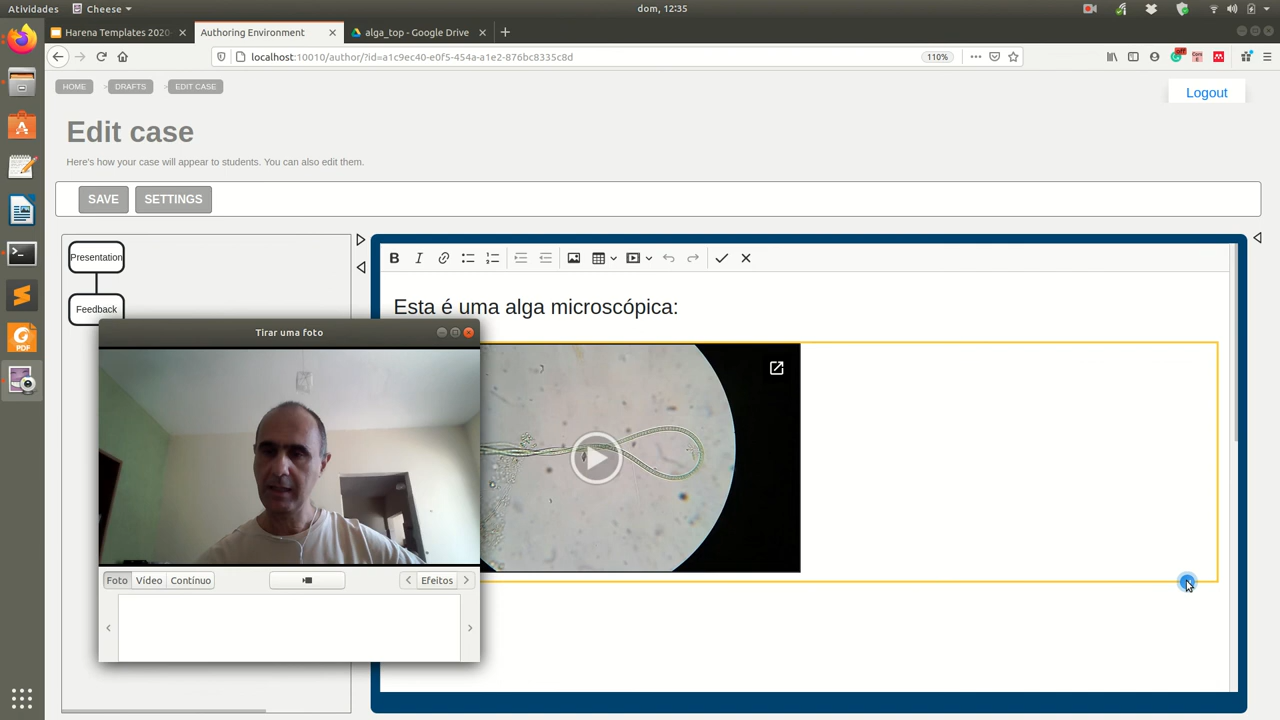 Atividades
Cheese
dom, 12:35
Harena Templates 2020
Authoring Environment
alga_top - Google Drive
localhost:10010/author/?id=a1c9ec40-e0f5-454a-a1e2-876bc8335c8d
110%
HOME
DRAFTS
EDIT CASE
Logout
Edit case
Here's how your case will appear to students. You can also edit them.
SAVE
SETTINGS
Presentation
Feedback
B I
Esta é uma alga microscópica:
Tirar uma foto
Foto
Vídeo
Contínuo
Efeitos
PDF